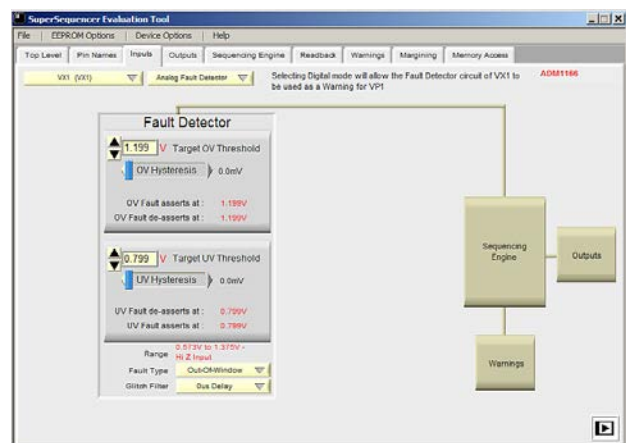 SuperSequencer Evaluation Tool
File | EEPROM Options | Device Options | Help
Top Level Pin Names Inputs Outputs Sequencing Engine Readback Warnings Margining Memory Access
VX1 (VX1) Analog Fault Detector Selecting Digital mode will allow the Fault Detector circuit of VX1 to ADM1166
be used as a Warning for VP1
Fault Detector
1.199 V Target OV Threshold
OV Hysteresis 0.0mV
OV Fault asserts at : 1.199V
OV Fault de-asserts at : 1.199V
0.799 V Target UV Threshold
UV Hysteresis 0.0mV
UV Fault de-asserts at : 0.799V
UV Fault asserts at : 0.799V
Range 0.573V to 1.375V -
Hi Z Input
Fault Type Out-Of-Window
Glitch Filter 0us Delay
Sequencing
Engine
Outputs
Warnings